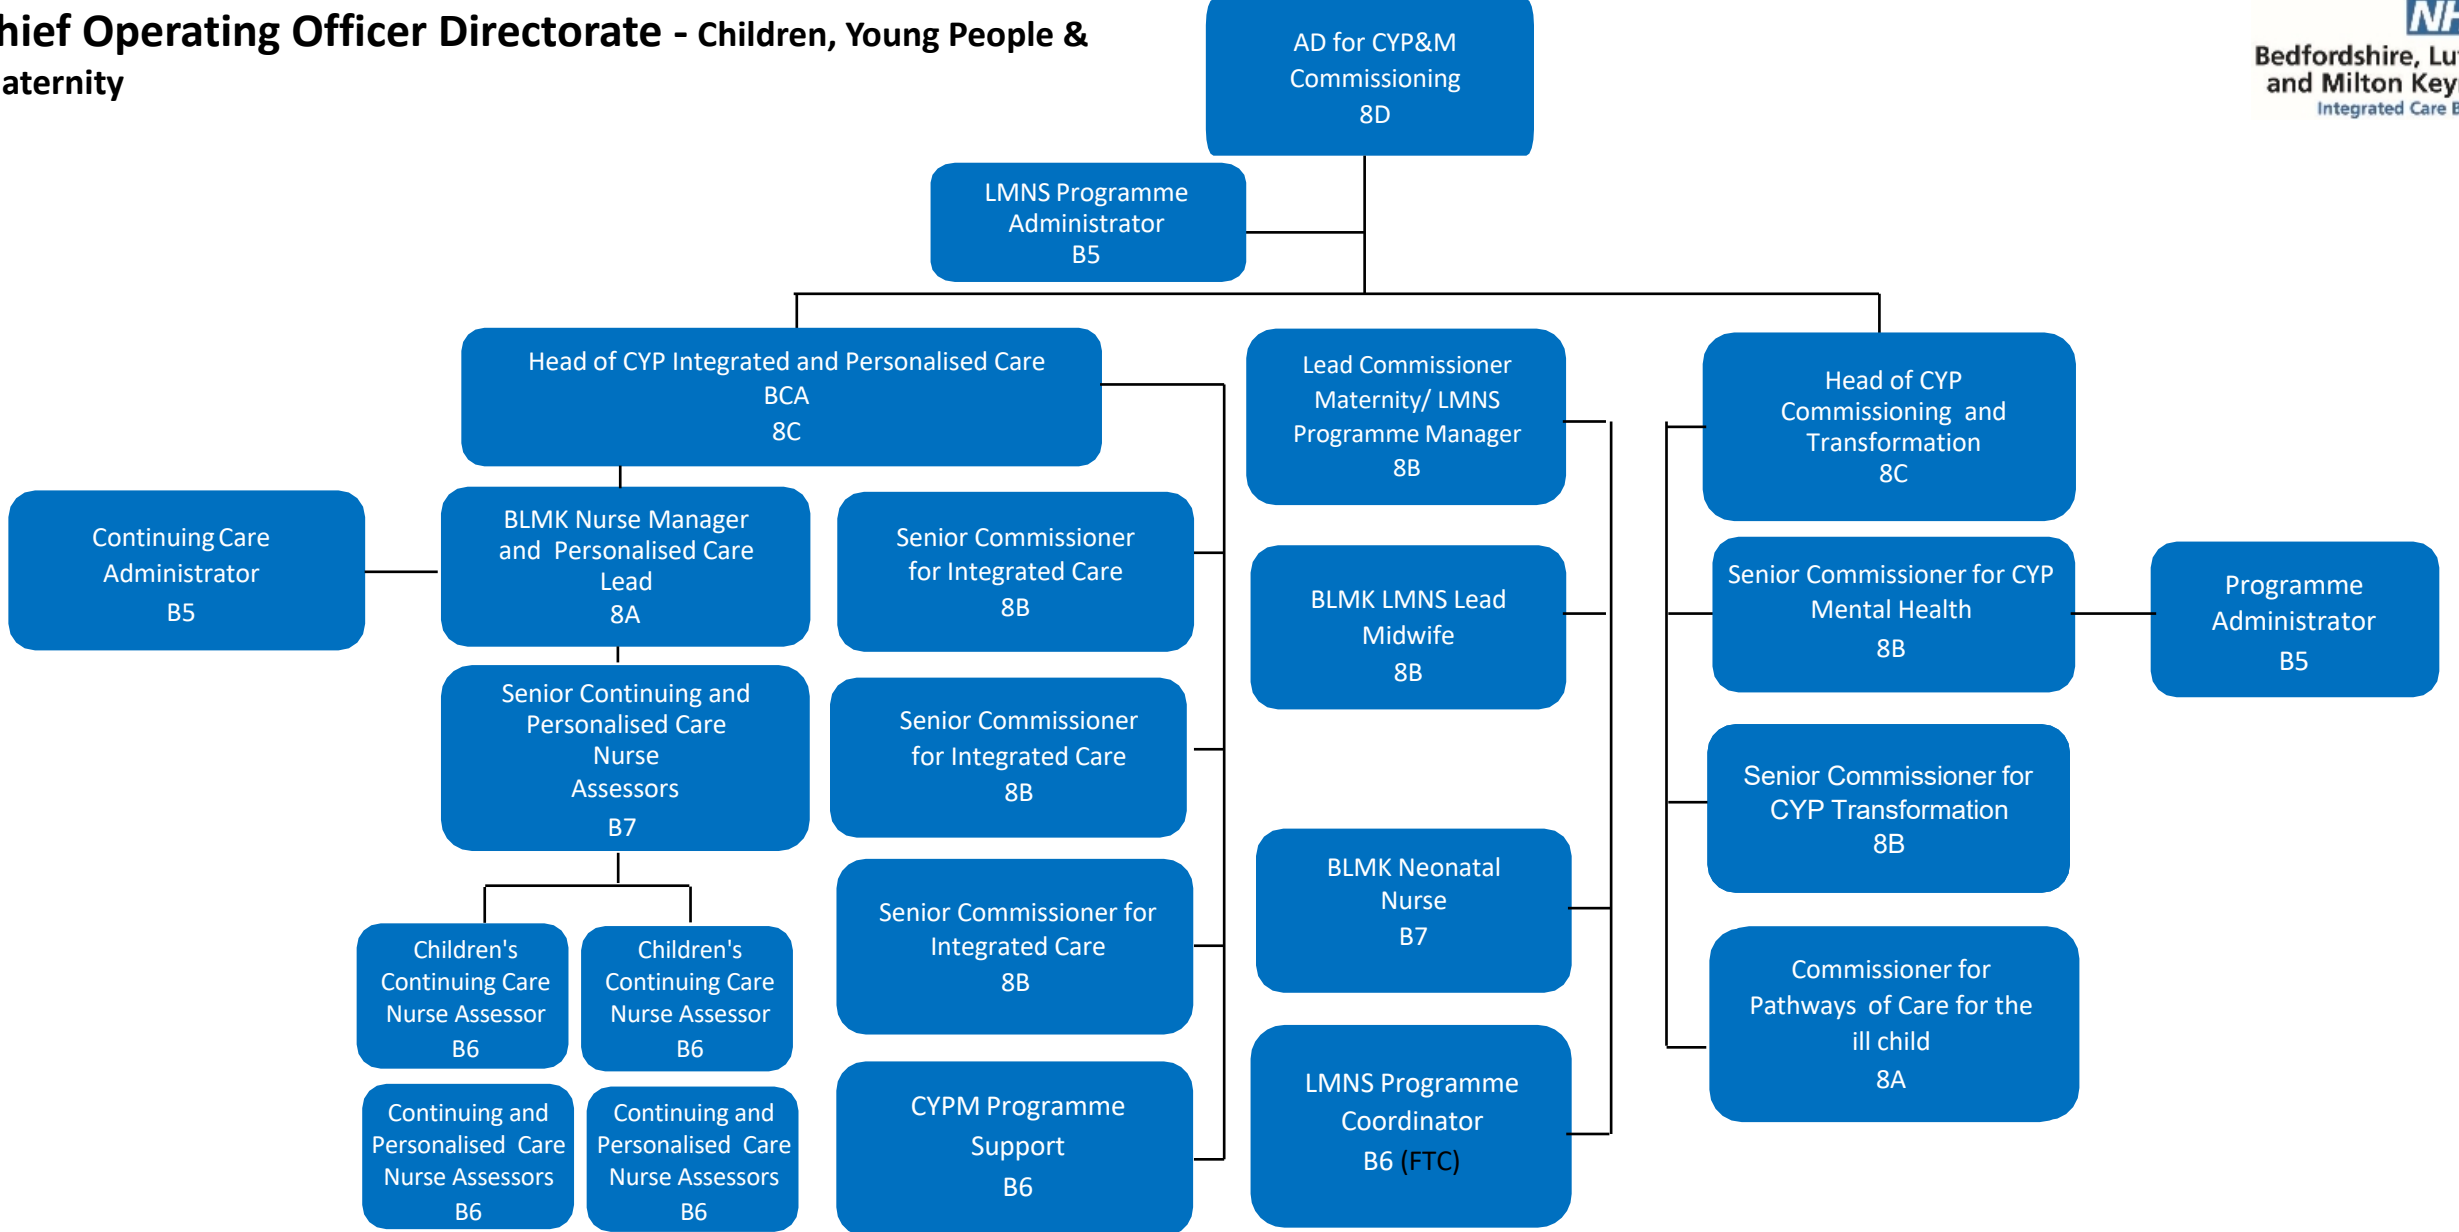 hief Operating Officer Directorate - Children, Young People &
aternity
AD for CYP&M
Commissioning
8D
NH
Bedfordshire, Lu
and Milton Key
Integrated Care B
LMNS Programme
Administrator
B5
Head of CYP Integrated and Personalised Care
BCA
8C
Lead Commissioner
Maternity/ LMNS
Programme Manager
8B
Head of CYP
Commissioning and
Transformation
8C
Continuing Care
Administrator
B5
BLMK Nurse Manager
and Personalised Care
Lead
8A
Senior Commissioner
for Integrated Care
8B
BLMK LMNS Lead
Midwife
8B
Senior Commissioner for CYP
Mental Health
8B
Programme
Administrator
B5
Senior Continuing and
Personalised Care
Nurse
Assessors
B7
Senior Commissioner
for Integrated Care
8B
Senior Commissioner for
CYP Transformation
8B
BLMK Neonatal
Nurse
B7
Children's
Continuing Care
Nurse Assessor
B6
Children's
Continuing Care
Nurse Assessor
B6
Senior Commissioner for
Integrated Care
8B
Commissioner for
Pathways of Care for the
ill child
8A
Continuing and
Personalised Care
Nurse Assessors
B6
Continuing and
Personalised Care
Nurse Assessors
B6
CYPM Programme
Support
B6
LMNS Programme
Coordinator
B6 (FTC)